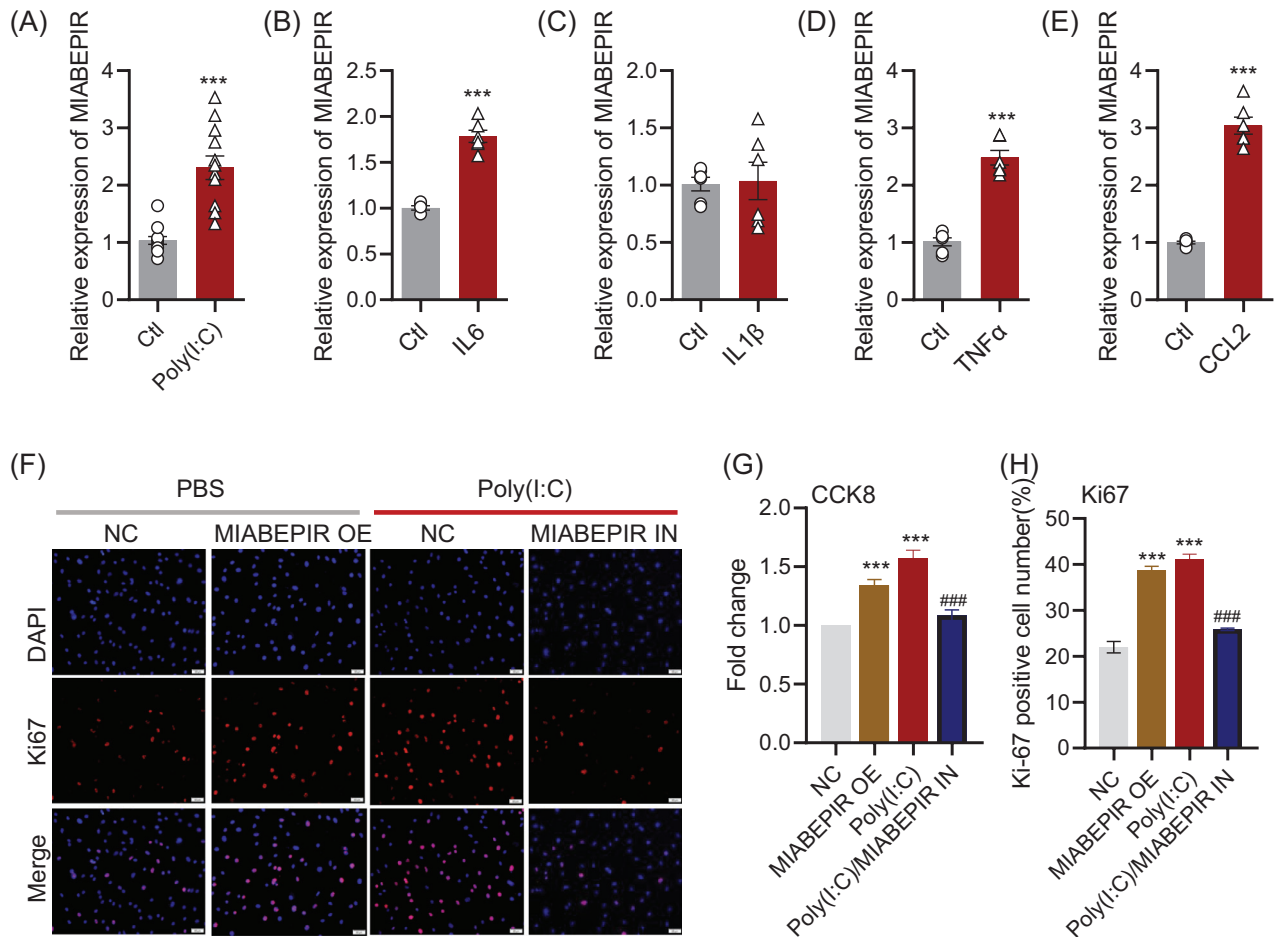 (A)
Relative expression of MIABEPIR
4
3
2
1
0
***
Ctl
Poly(I:C)
(B)
Relative expression of MIABEPIR
2.5
2.0
1.5
1.0
0.5
0.0
***
Ctl
IL6
(C)
Relative expression of MIABEPIR
2.0
1.5
1.0
0.5
0.0
Ctl
IL1β
(D)
Relative expression of MIABEPIR
4
3
2
1
0
***
Ctl
TNFα
(E)
Relative expression of MIABEPIR
4
3
2
1
0
***
Ctl
CCL2
(F)
PBS
Poly(I:C)
NC
MIABEPIR OE
NC
MIABEPIR IN
DAPI
Ki67
Merge
(G)
CCK8
Fold change
2.0
1.5
1.0
0.5
0.0
***
***
###
NC
MIABEPIR OE
Poly(I:C)
Poly(I:C)/MIABEPIR IN
(H)
Ki67
Ki-67 positive cell number(%)
50
40
30
20
10
0
***
***
###
NC
MIABEPIR OE
Poly(I:C)
Poly(I:C)/MIABEPIR IN